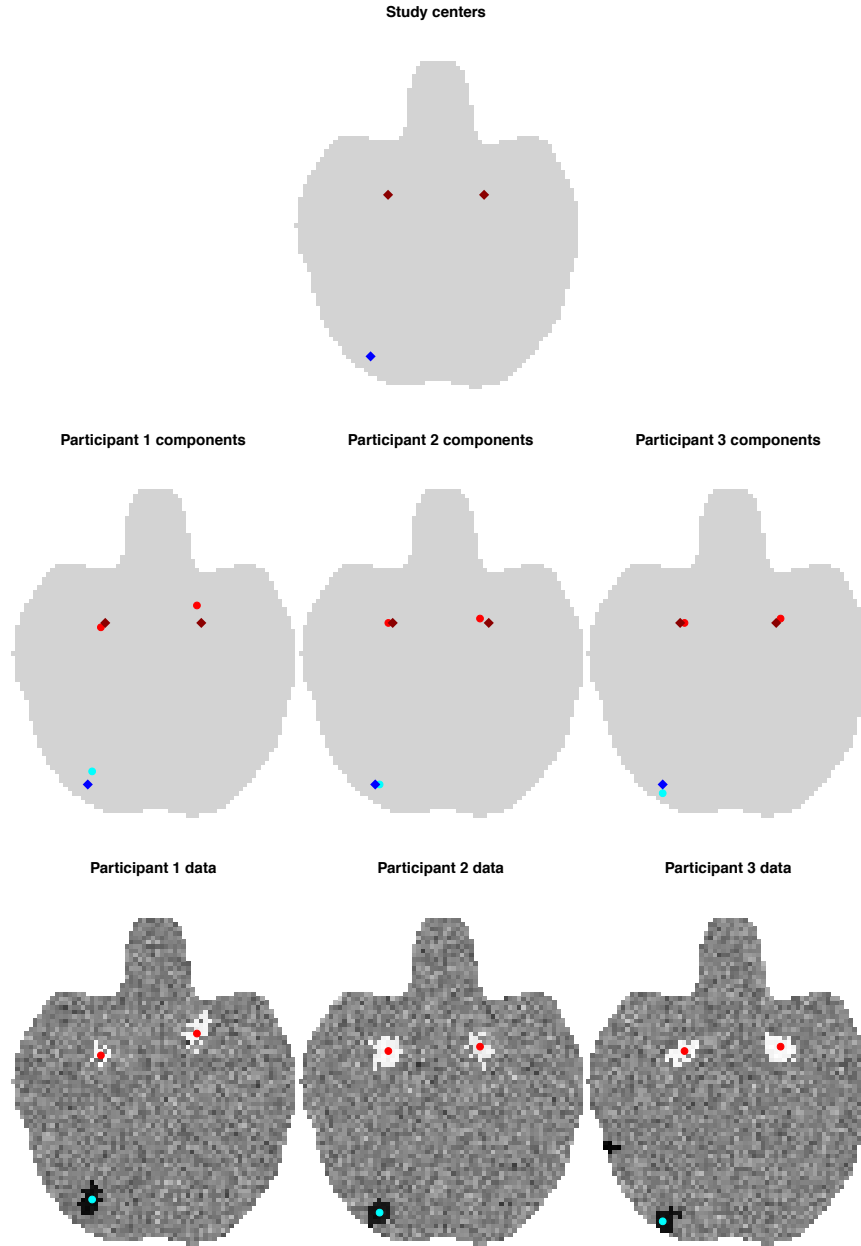 Study centers
Participant 1 components
Participant 2 components
Participant 3 components
Participant 1 data
Participant 2 data
Participant 3 data